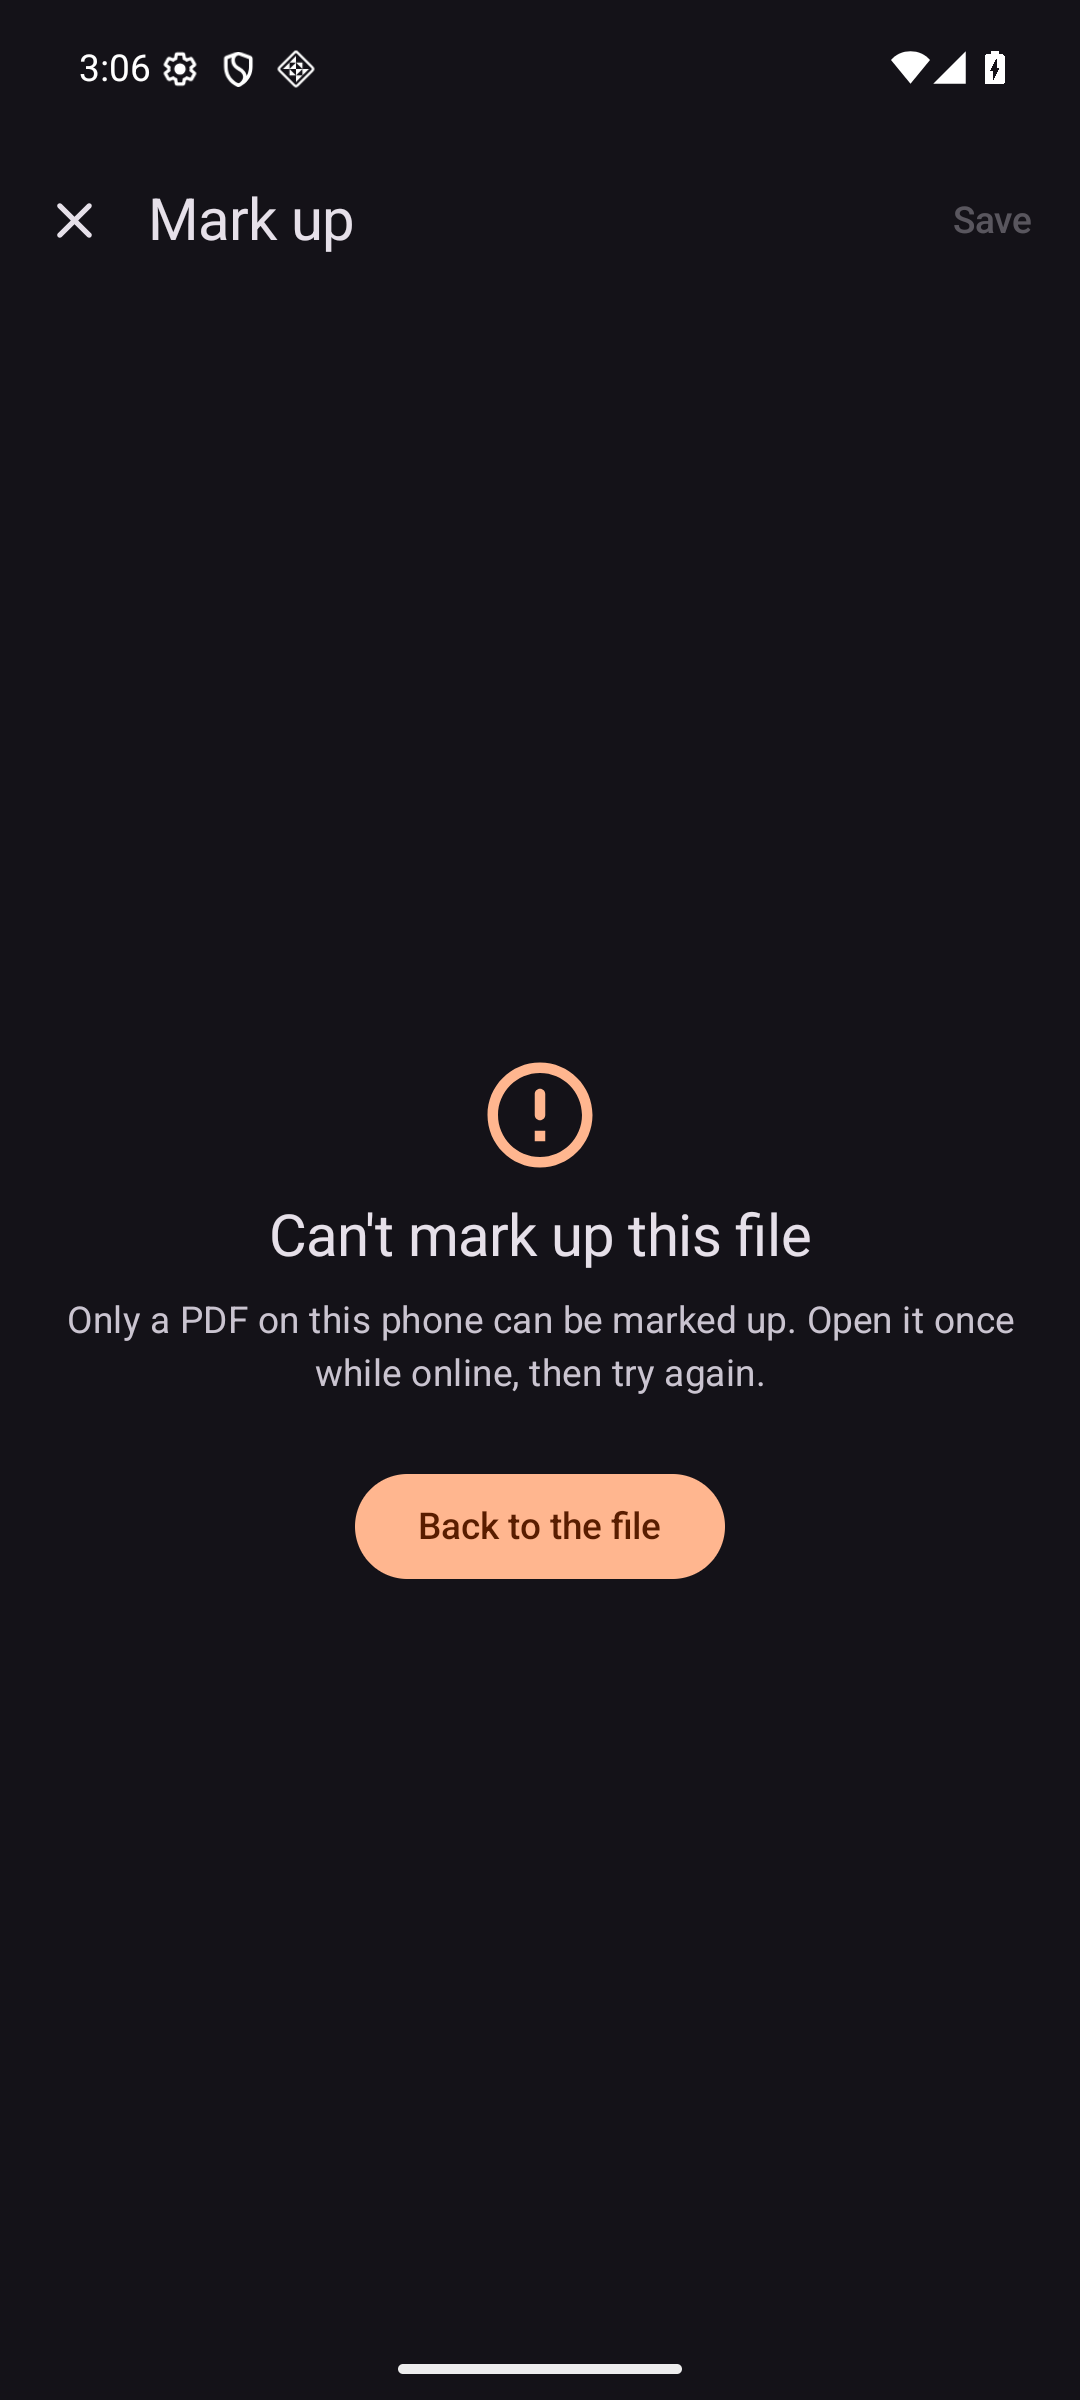 3:06
Mark up
Save
Can't mark up this file
Only a PDF on this phone can be marked up. Open it once
while online, then try again.
Back to the file